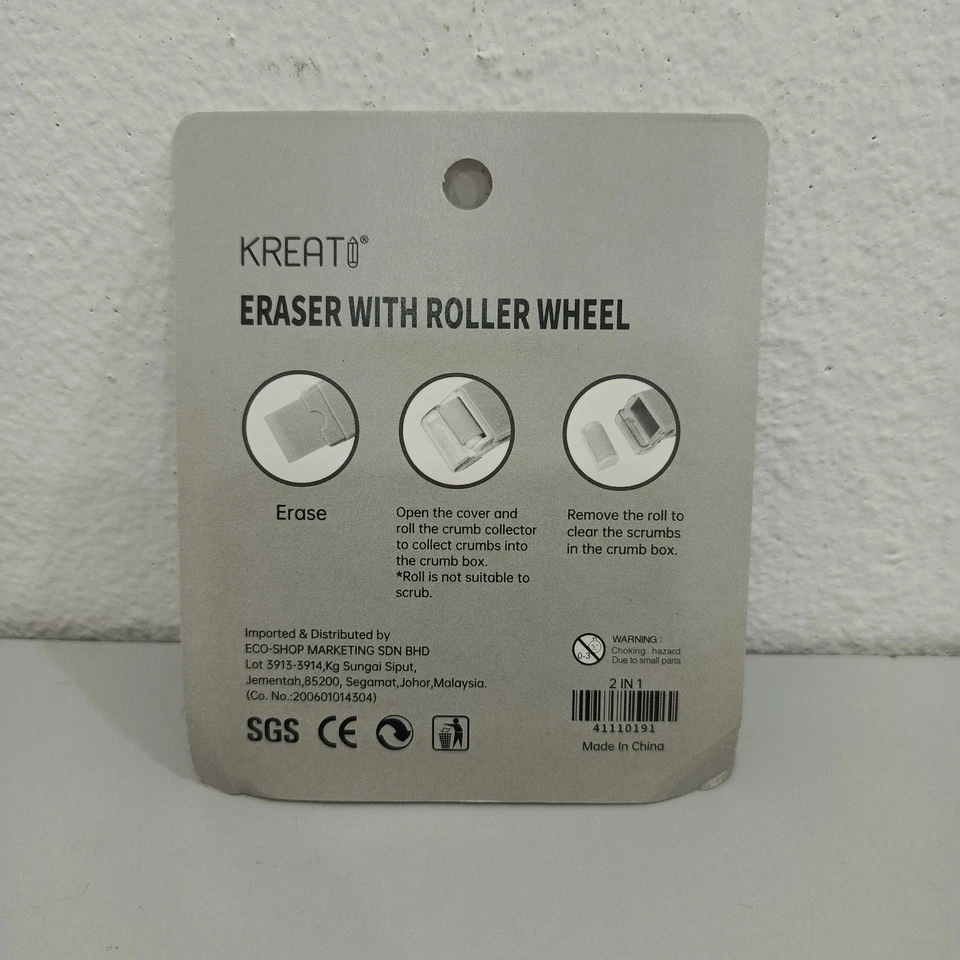 KREATi®
ERASER WITH ROLLER WHEEL
Erase
Open the cover and
roll the crumb collector
to collect crumbs into
the crumb box.
*Roll is not suitable to
scrub.
Remove the roll to
clear the scrumbs
in the crumb box.
Imported & Distributed by
ECO-SHOP MARKETING SDN BHD
Lot 3913-3914,Kg Sungai Siput,
Jementah,85200, Segamat,Johor,Malaysia.
(Co. No.:200601014304)
SGS CE
0-3
WARNING :
Choking hazard
Due to small parts
2 IN 1
41110191
Made In China